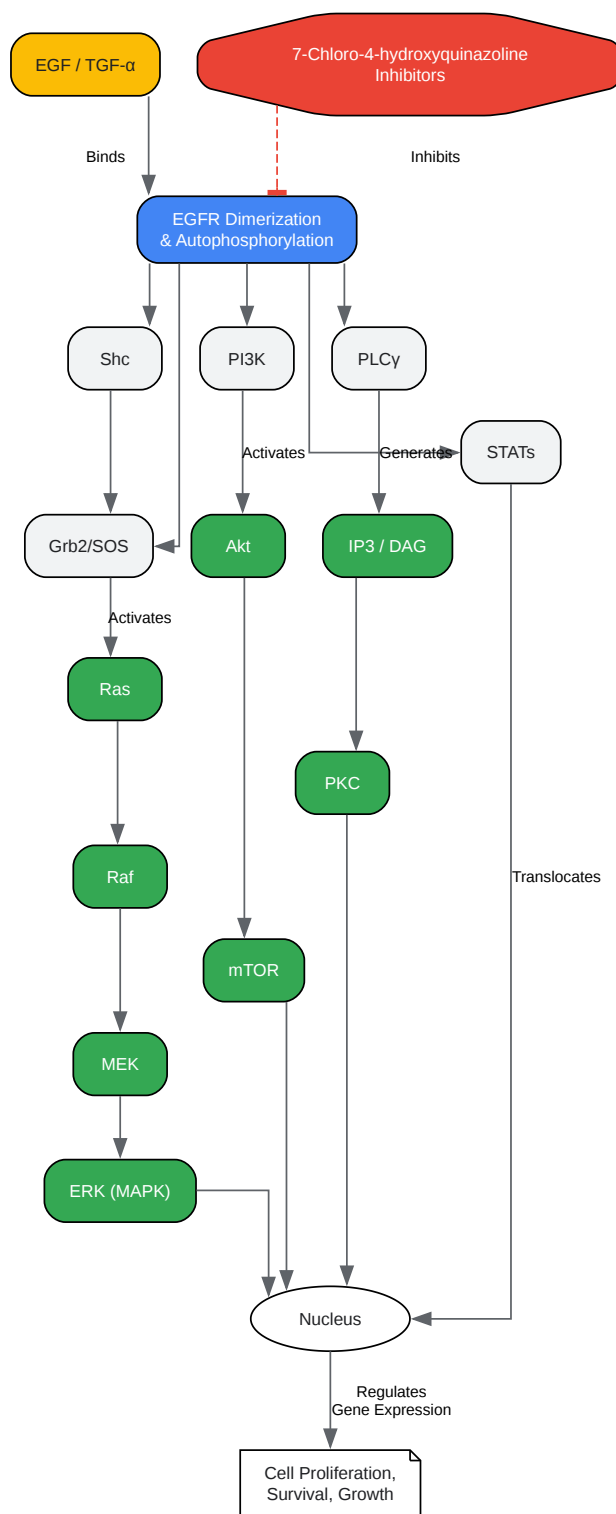 EGF / TGF-α
7-Chloro-4-hydroxyquinazoline
Inhibitors
Binds
Inhibits
EGFR Dimerization
& Autophosphorylation
Shc
PI3K
PLCγ
Activates
Generates
STATs
Grb2/SOS
Akt
IP3 / DAG
Activates
Ras
PKC
Raf
Translocates
mTOR
MEK
ERK (MAPK)
Nucleus
Regulates
Gene Expression
Cell Proliferation,
Survival, Growth